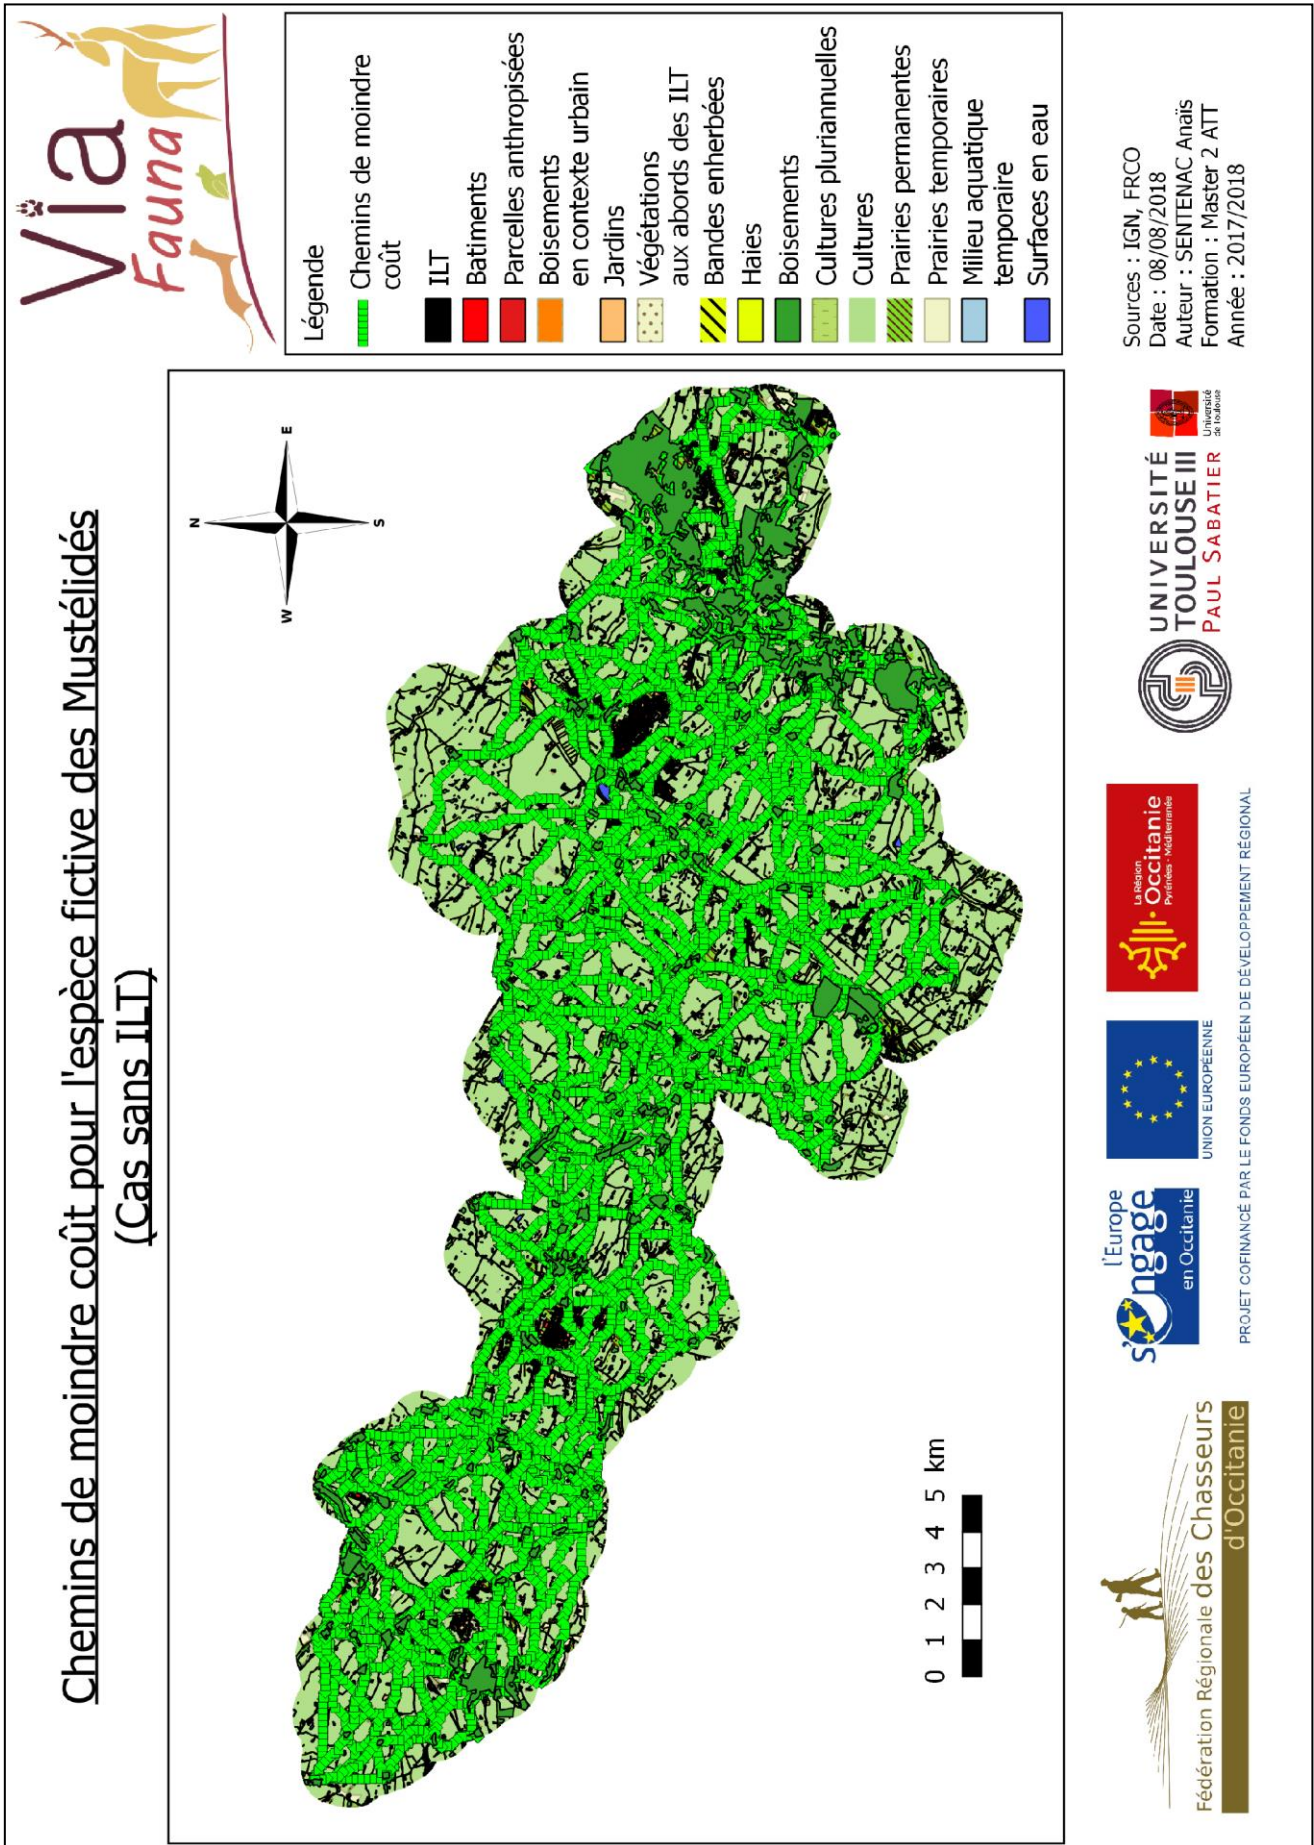 Chemins de moindre coût pour l'espèce fictive des Mustélidés
(Cas sans ILT)
Via
Fauna
N
W
E
S
0 1 2 3 4 5 km
Légende
Chemins de moindre
coût
ILT
Batiments
Parcelles anthropisées
Boisements
en contexte urbain
Jardins
Végétations
aux abords des ILT
Bandes enherbées
Haies
Boisements
Cultures pluriannuelles
Cultures
Prairies permanentes
Prairies temporaires
Milieu aquatique
temporaire
Surfaces en eau
Fédération Régionale des Chasseurs
d'Occitanie
l'Europe
s'engage
en Occitanie
UNION EUROPÉENNE
La Région
Occitanie
Pyrénées - Méditerranée
PROJET COFINANCÉ PAR LE FONDS EUROPÉEN DE DÉVELOPPEMENT RÉGIONAL
UNIVERSITÉ
TOULOUSE III
PAUL SABATIER
Université
de Toulouse
Sources : IGN, FRCO
Date : 08/08/2018
Auteur : SENTENAC Anaïs
Formation : Master 2 ATT
Année : 2017/2018